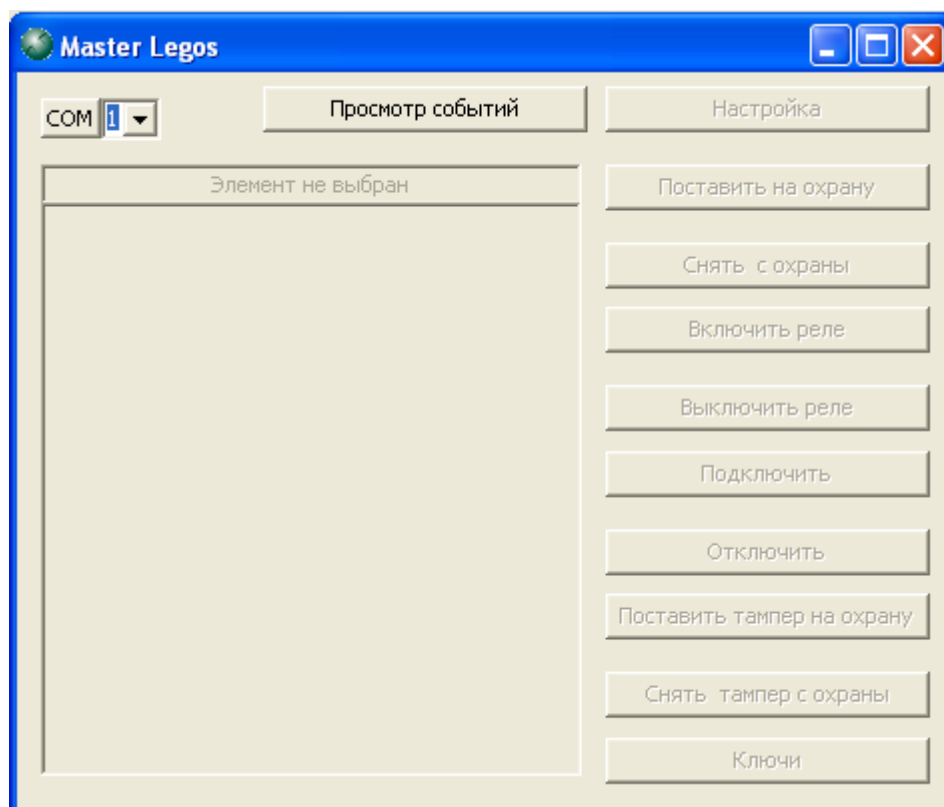 Master Legos
COM 1
Просмотр событий
Настройка
Элемент не выбран
Поставить на охрану
Снять с охраны
Включить реле
Выключить реле
Подключить
Отключить
Поставить тампер на охрану
Снять тампер с охраны
Ключи